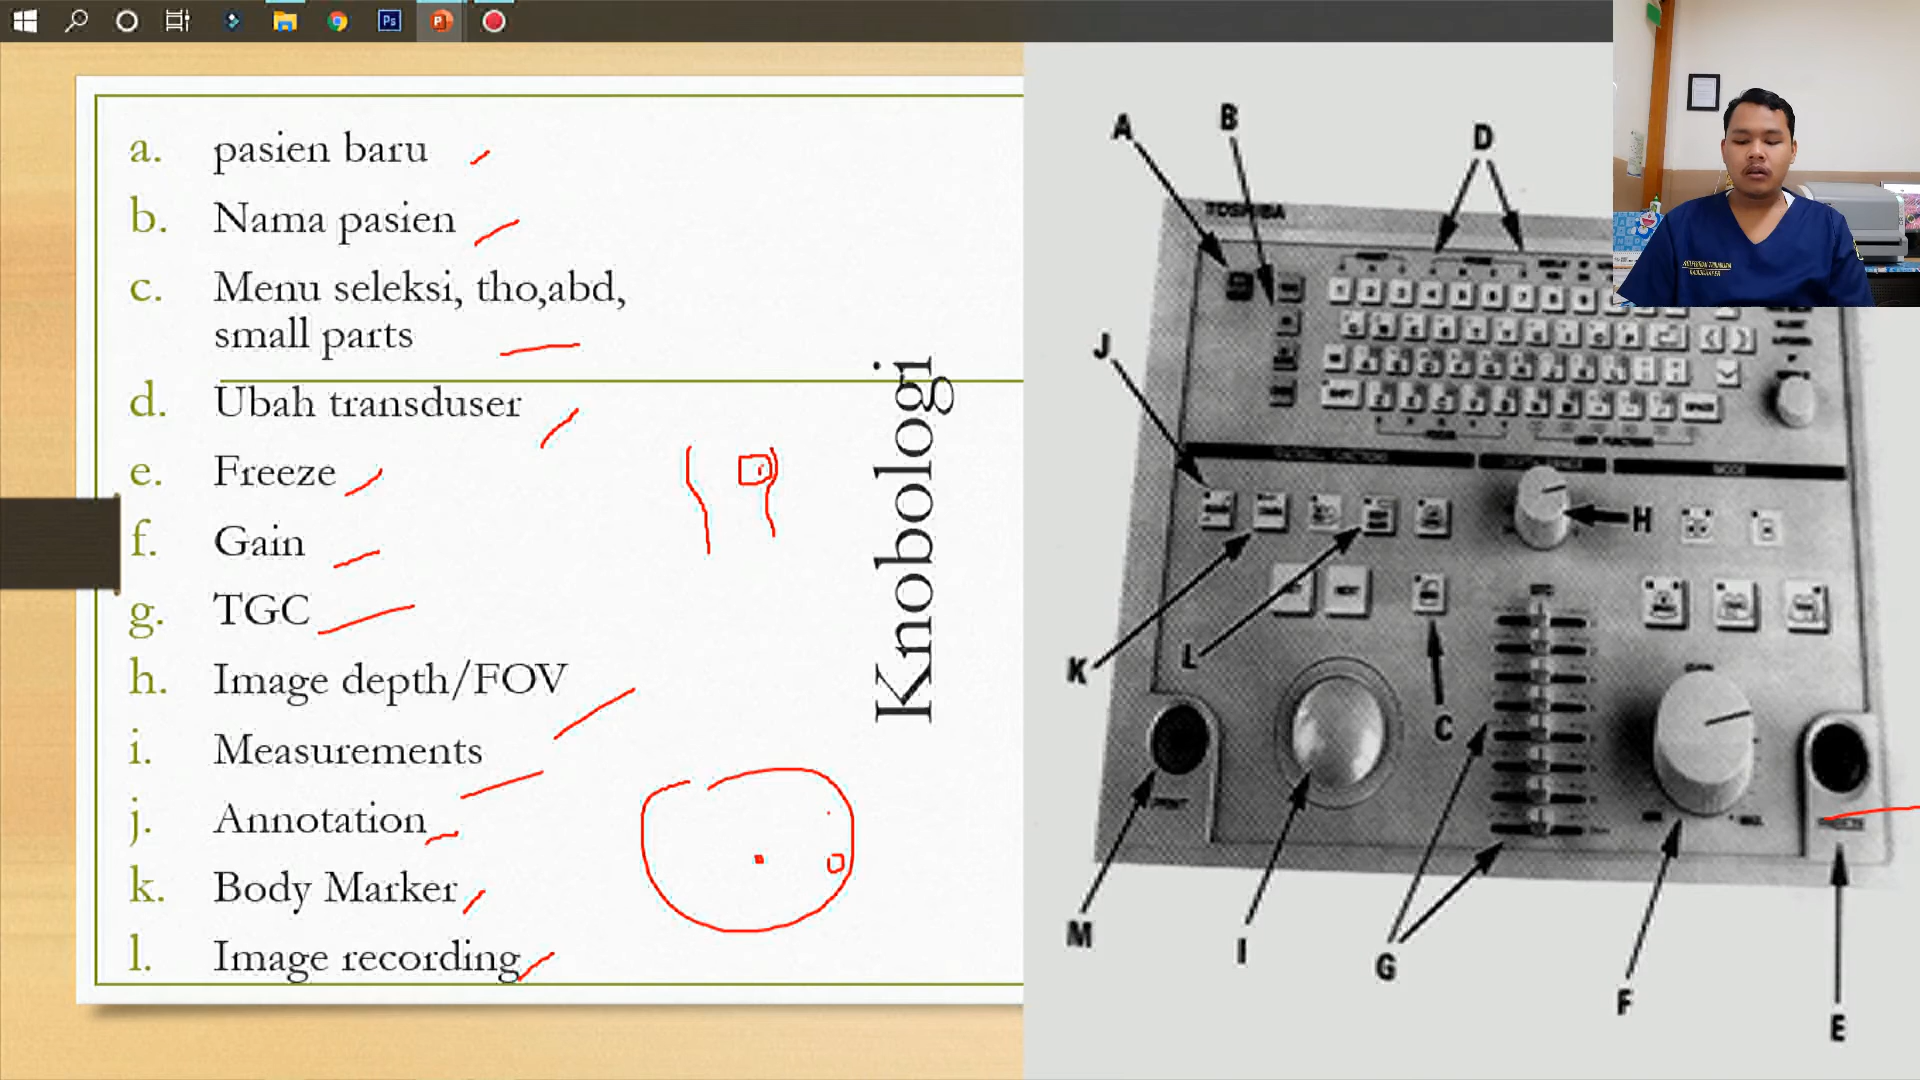 a. pasien baru
b. Nama pasien
c. Menu seleksi, tho,abd,
small parts
d. Ubah transduser
e. Freeze
f. Gain
g. TGC
h. Image depth/FOV
i. Measurements
j. Annotation
k. Body Marker
l. Image recording
Knobologi
A
B
D
TOSHIBA
J
H
K
L
C
M
I
G
F
E